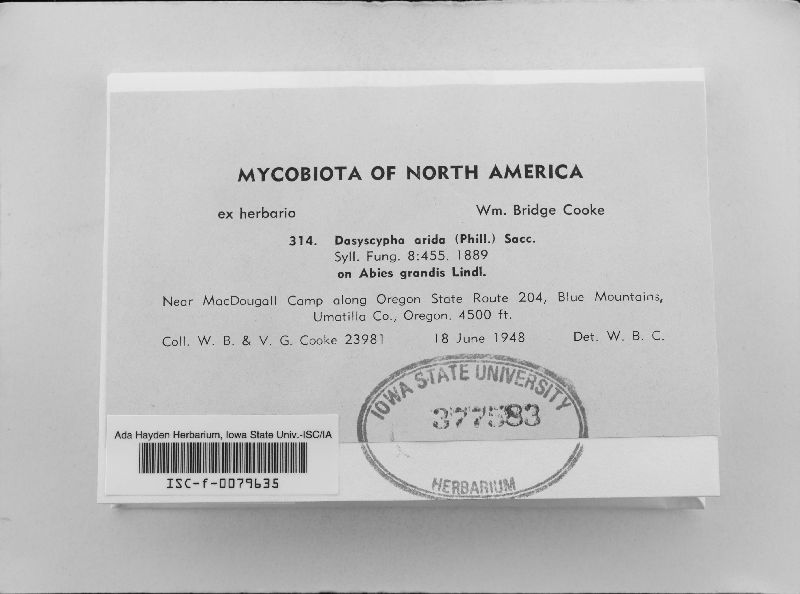 MYCOBIOTA OF NORTH AMERICA
ex herbaria Wm. Bridge Cooke
314. Dasyscypha arida (Phill.) Sacc.
Syll. Fung. 8:455. 1889
on Abies grandis Lindl.
Near MacDougall Camp along Oregon State Route 204, Blue Mountains,
Umatilla Co., Oregon. 4500 ft.
Coll. W. B. & V. G. Cooke 23981 18 June 1948 Det. W. B. C.
IOWA STATE UNIVERSITY
377583
HERBARIUM
Ada Hayden Herbarium, Iowa State Univ.-ISC/IA
ISC-f-0079635